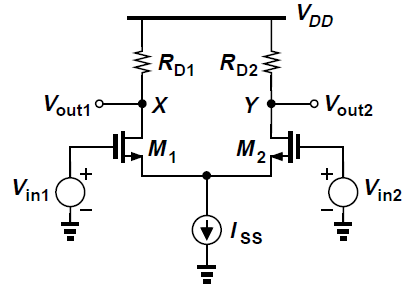 VDD
RD1 RD2
Vout1 X Y Vout2
M1 M2
Vin1 + − + − Vin2
ISS